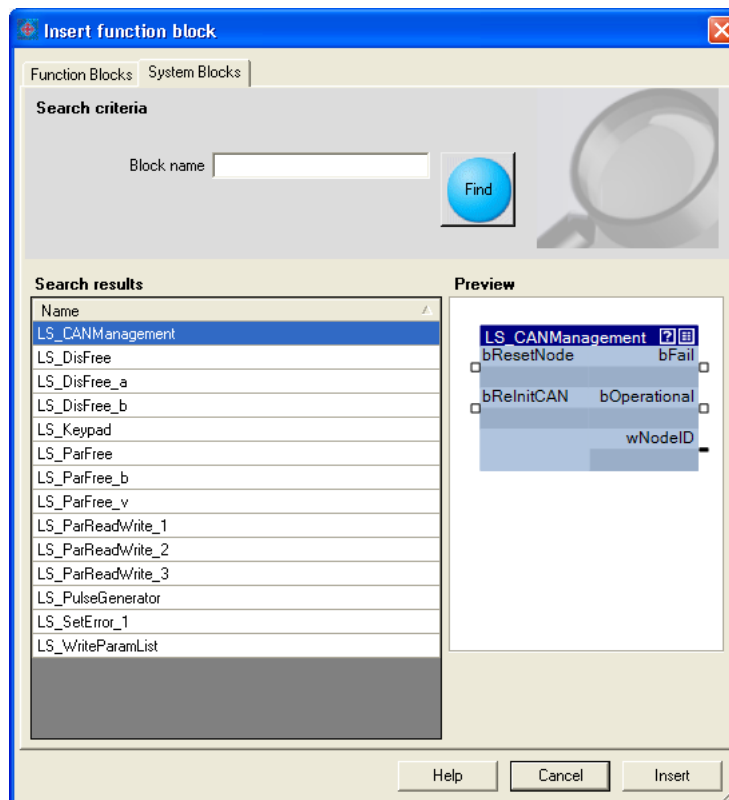 Insert function block
Function Blocks System Blocks
Search criteria
Block name
Find
Search results
Name
LS_CANManagement
LS_DisFree
LS_DisFree_a
LS_DisFree_b
LS_Keypad
LS_ParFree
LS_ParFree_b
LS_ParFree_v
LS_ParReadWrite_1
LS_ParReadWrite_2
LS_ParReadWrite_3
LS_PulseGenerator
LS_SetError_1
LS_WriteParamList
Preview
LS_CANManagement ?
bResetNode bFail
bReInitCAN bOperational
wNodeID
Help Cancel Insert